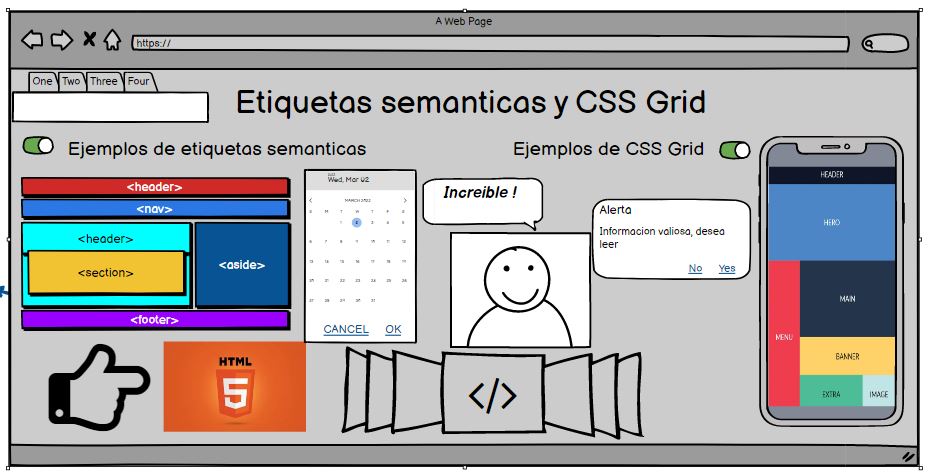 A Web Page
https://
One Two Three Four
Etiquetas semanticas y CSS Grid
Ejemplos de etiquetas semanticas
Ejemplos de CSS Grid
<header>
<nav>
<header>
<section>
<aside>
<footer>
2022
Wed, Mar 02
MARCH 2022
S M T W T F S
1 2 3 4 5
6 7 8 9 10 11 12
13 14 15 16 17 18 19
20 21 22 23 24 25 26
27 28 29 30 31
CANCEL OK
Increible !
Alerta
Informacion valiosa, desea
leer
No Yes
HEADER
HERO
MENU
MAIN
BANNER
EXTRA
IMAGE
HTML
5
</>